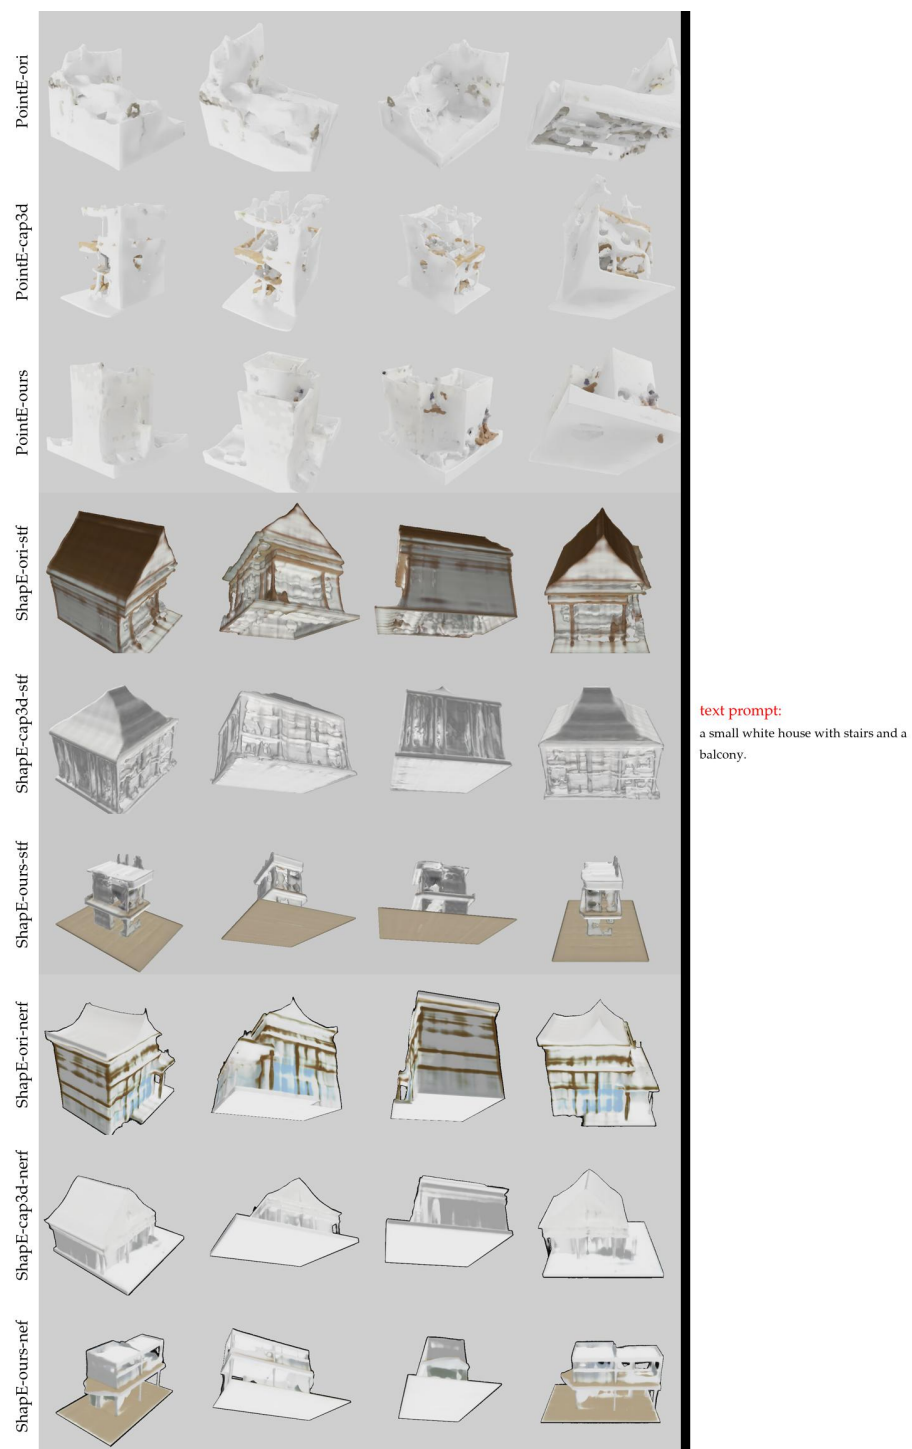 PointE-ori
PointE-cap3d
PointE-ours
ShapE-ori-stf
ShapE-cap3d-stf
text prompt:
a small white house with stairs and a
balcony.
ShapE-ours-stf
ShapE-ori-nerf
ShapE-cap3d-nerf
ShapE-ours-nef